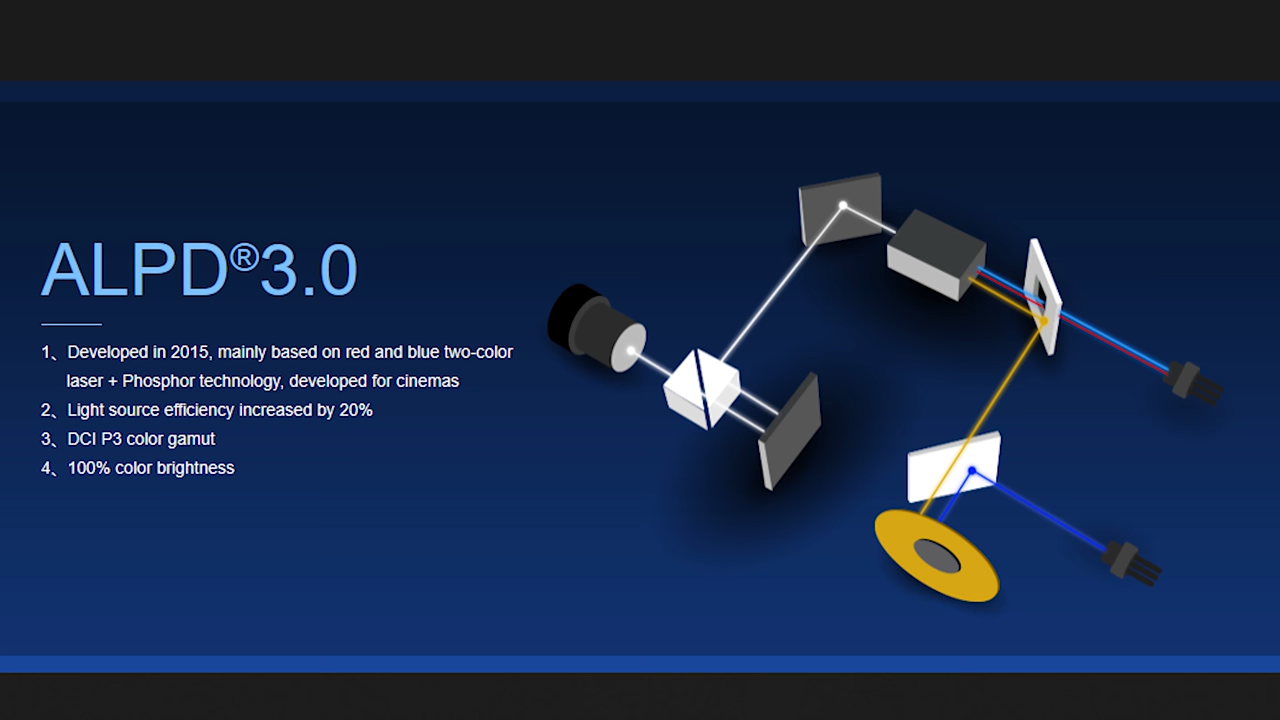 ALPD®3.0
1、Developed in 2015, mainly based on red and blue two-color
laser + Phosphor technology, developed for cinemas
2、Light source efficiency increased by 20%
3、DCI P3 color gamut
4、100% color brightness